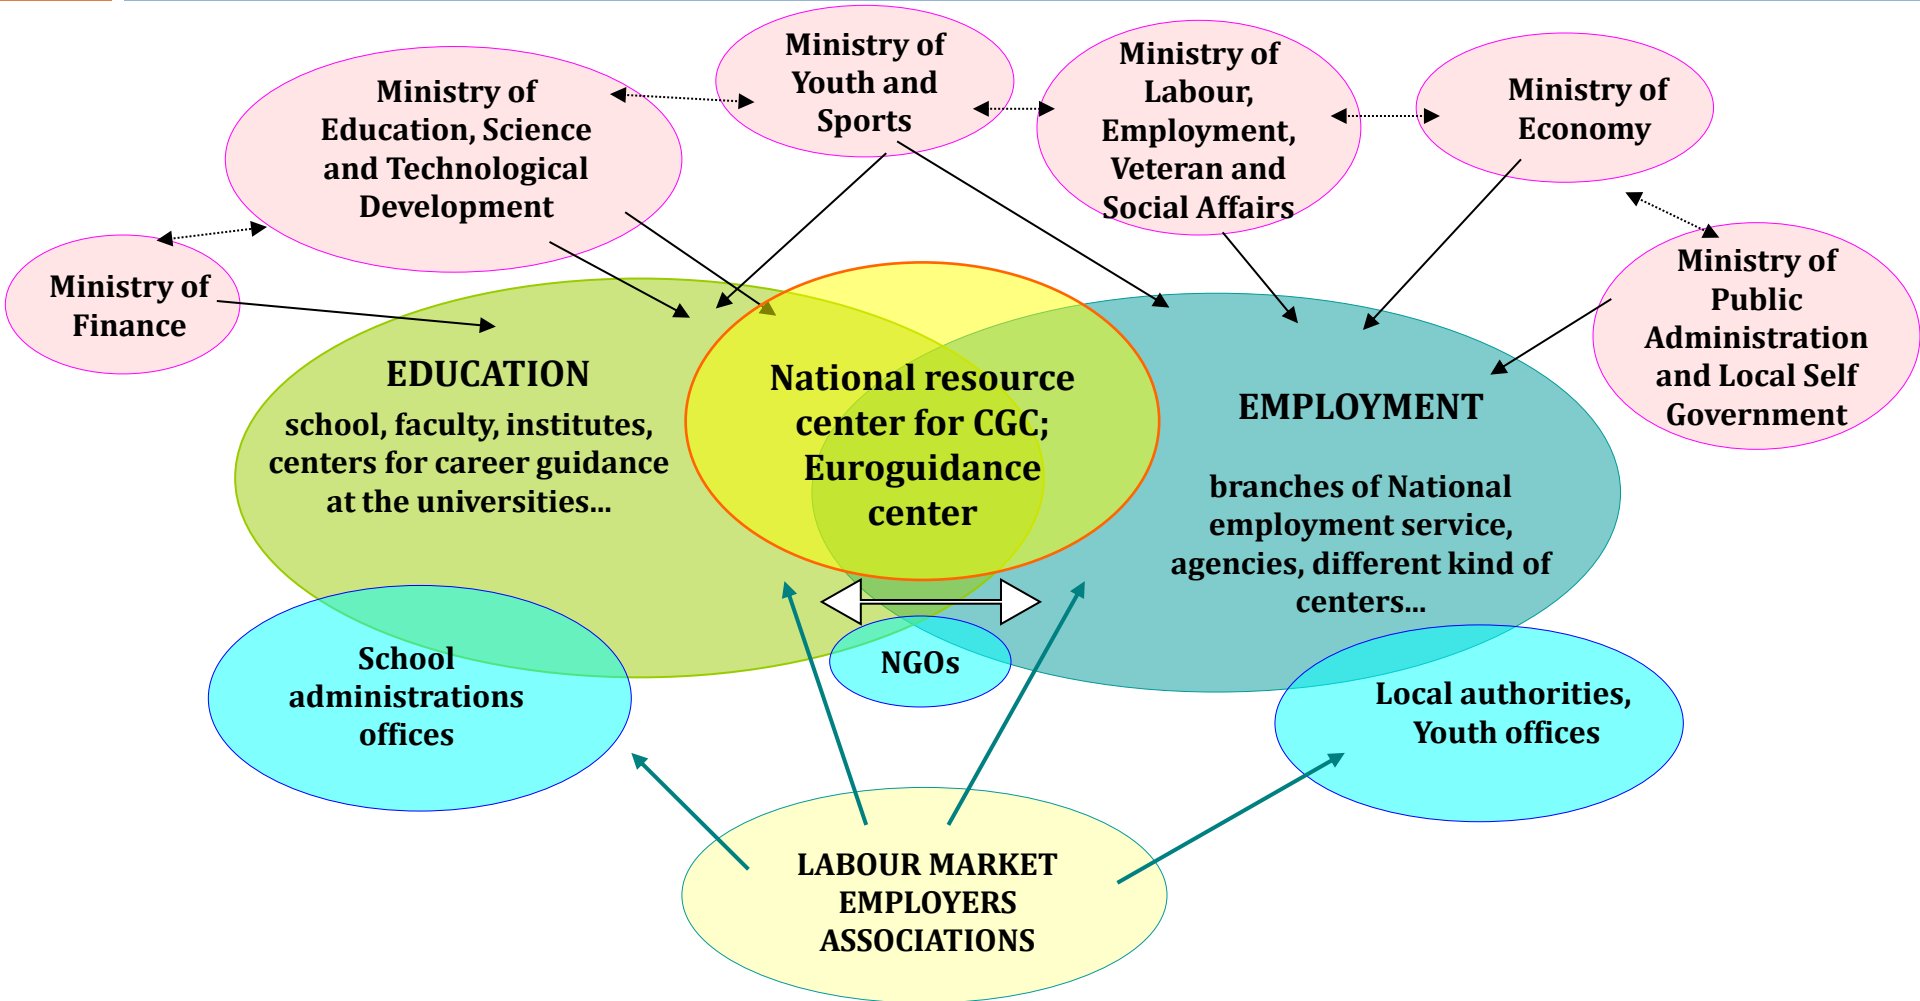 Ministry of
Education, Science
and Technological
Development
Ministry of
Youth and
Sports
Ministry of
Labour,
Employment,
Veteran and
Social Affairs
Ministry of
Economy
Ministry of
Finance
Ministry of
Public
Administration
and Local Self
Government
EDUCATION
school, faculty, institutes,
centers for career guidance
at the universities...
National resource
center for CGC;
Euroguidance
center
EMPLOYMENT
branches of National
employment service,
agencies, different kind of
centers...
School
administrations
offices
NGOs
Local authorities,
Youth offices
LABOUR MARKET
EMPLOYERS
ASSOCIATIONS